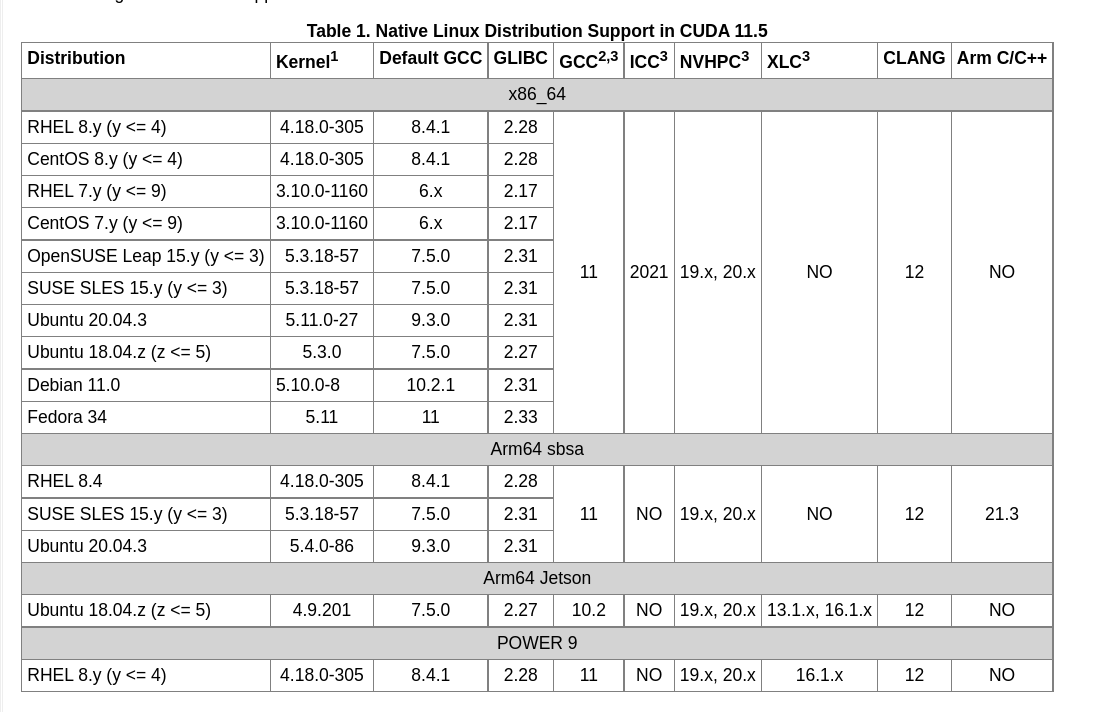 Table 1. Native Linux Distribution Support in CUDA 11.5
Distribution Kernel1 Default GCC GLIBC GCC2,3 ICC3 NVHPC3 XLC3 CLANG Arm C/C++
x86_64
RHEL 8.y (y <= 4) 4.18.0-305 8.4.1 2.28
CentOS 8.y (y <= 4) 4.18.0-305 8.4.1 2.28
RHEL 7.y (y <= 9) 3.10.0-1160 6.x 2.17
CentOS 7.y (y <= 9) 3.10.0-1160 6.x 2.17
OpenSUSE Leap 15.y (y <= 3) 5.3.18-57 7.5.0 2.31
11 2021 19.x, 20.x NO 12 NO
SUSE SLES 15.y (y <= 3) 5.3.18-57 7.5.0 2.31
Ubuntu 20.04.3 5.11.0-27 9.3.0 2.31
Ubuntu 18.04.z (z <= 5) 5.3.0 7.5.0 2.27
Debian 11.0 5.10.0-8 10.2.1 2.31
Fedora 34 5.11 11 2.33
Arm64 sbsa
RHEL 8.4 4.18.0-305 8.4.1 2.28
SUSE SLES 15.y (y <= 3) 5.3.18-57 7.5.0 2.31 11 NO 19.x, 20.x NO 12 21.3
Ubuntu 20.04.3 5.4.0-86 9.3.0 2.31
Arm64 Jetson
Ubuntu 18.04.z (z <= 5) 4.9.201 7.5.0 2.27 10.2 NO 19.x, 20.x 13.1.x, 16.1.x 12 NO
POWER 9
RHEL 8.y (y <= 4) 4.18.0-305 8.4.1 2.28 11 NO 19.x, 20.x 16.1.x 12 NO